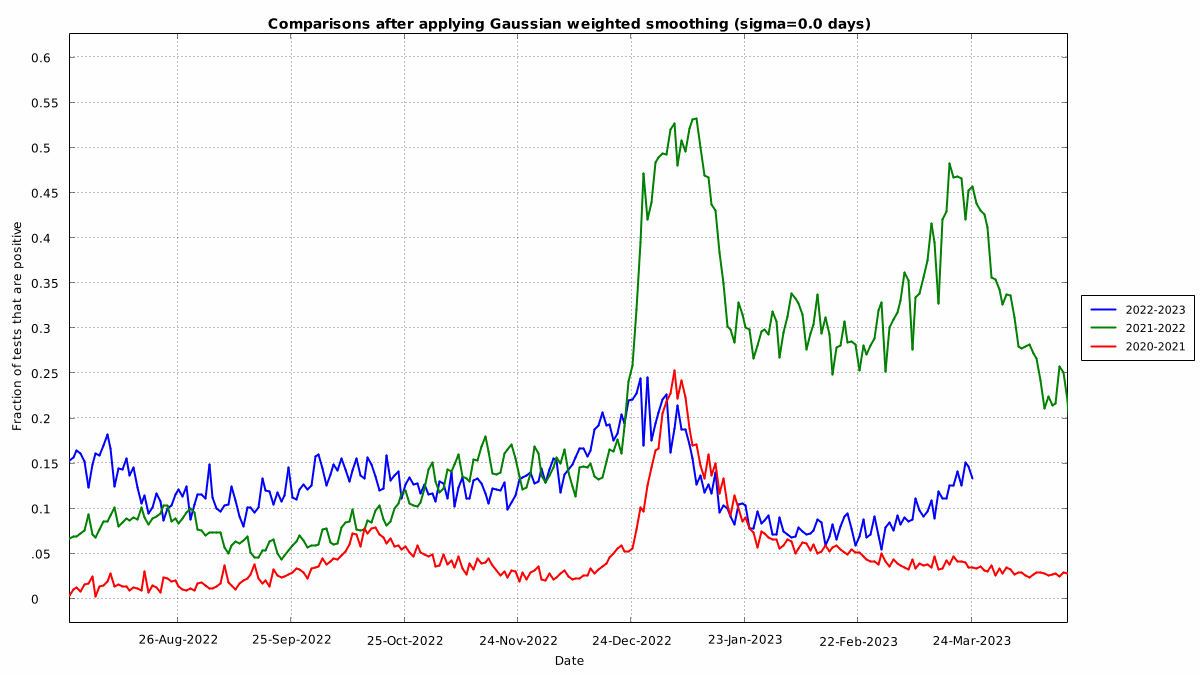 Comparisons after applying Gaussian weighted smoothing (sigma=0.0 days)
Fraction of tests that are positive
0.6
0.55
0.5
0.45
0.4
0.35
0.3
0.25
0.2
0.15
0.1
.05
0
26-Aug-2022
25-Sep-2022
25-Oct-2022
24-Nov-2022
24-Dec-2022
23-Jan-2023
22-Feb-2023
24-Mar-2023
Date
2022-2023
2021-2022
2020-2021